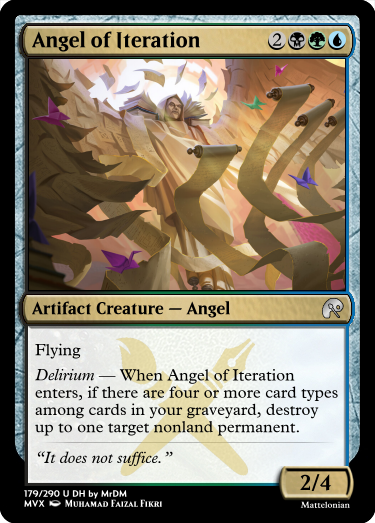 Angel of Iteration 2
Artifact Creature — Angel
Flying
Delirium — When Angel of Iteration
enters, if there are four or more card types
among cards in your graveyard, destroy
up to one target nonland permanent.
“It does not suffice.”
2/4
179/290 U DH by MrDM
MVX Muhamad Faizal Fikri
Mattelonian